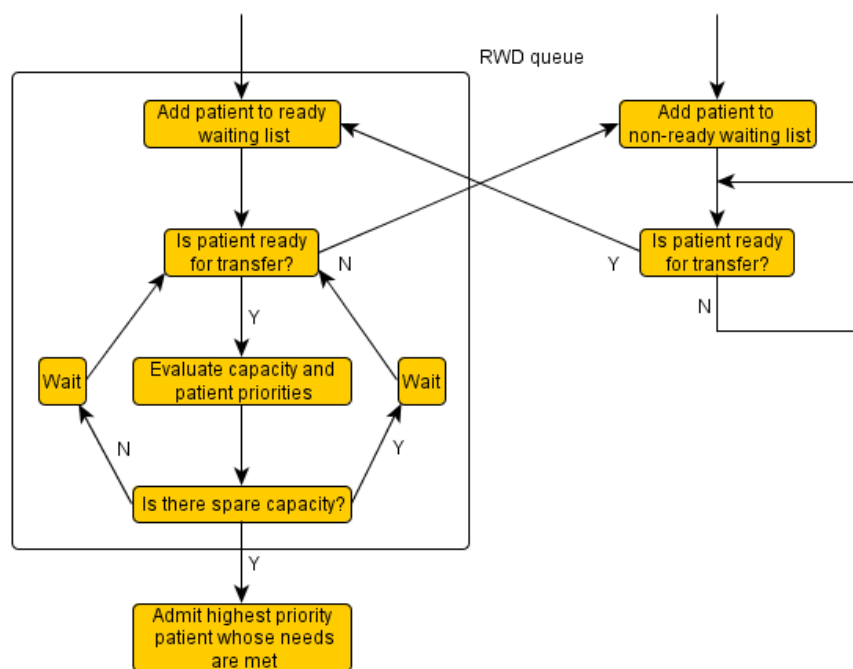 RWD queue
Add patient to ready
waiting list
Add patient to
non-ready waiting list
Is patient ready
for transfer?
N
Y
Is patient ready
for transfer?
Y
N
Wait
Evaluate capacity and
patient priorities
Wait
N
Y
Is there spare capacity?
Y
Admit highest priority
patient whose needs
are met